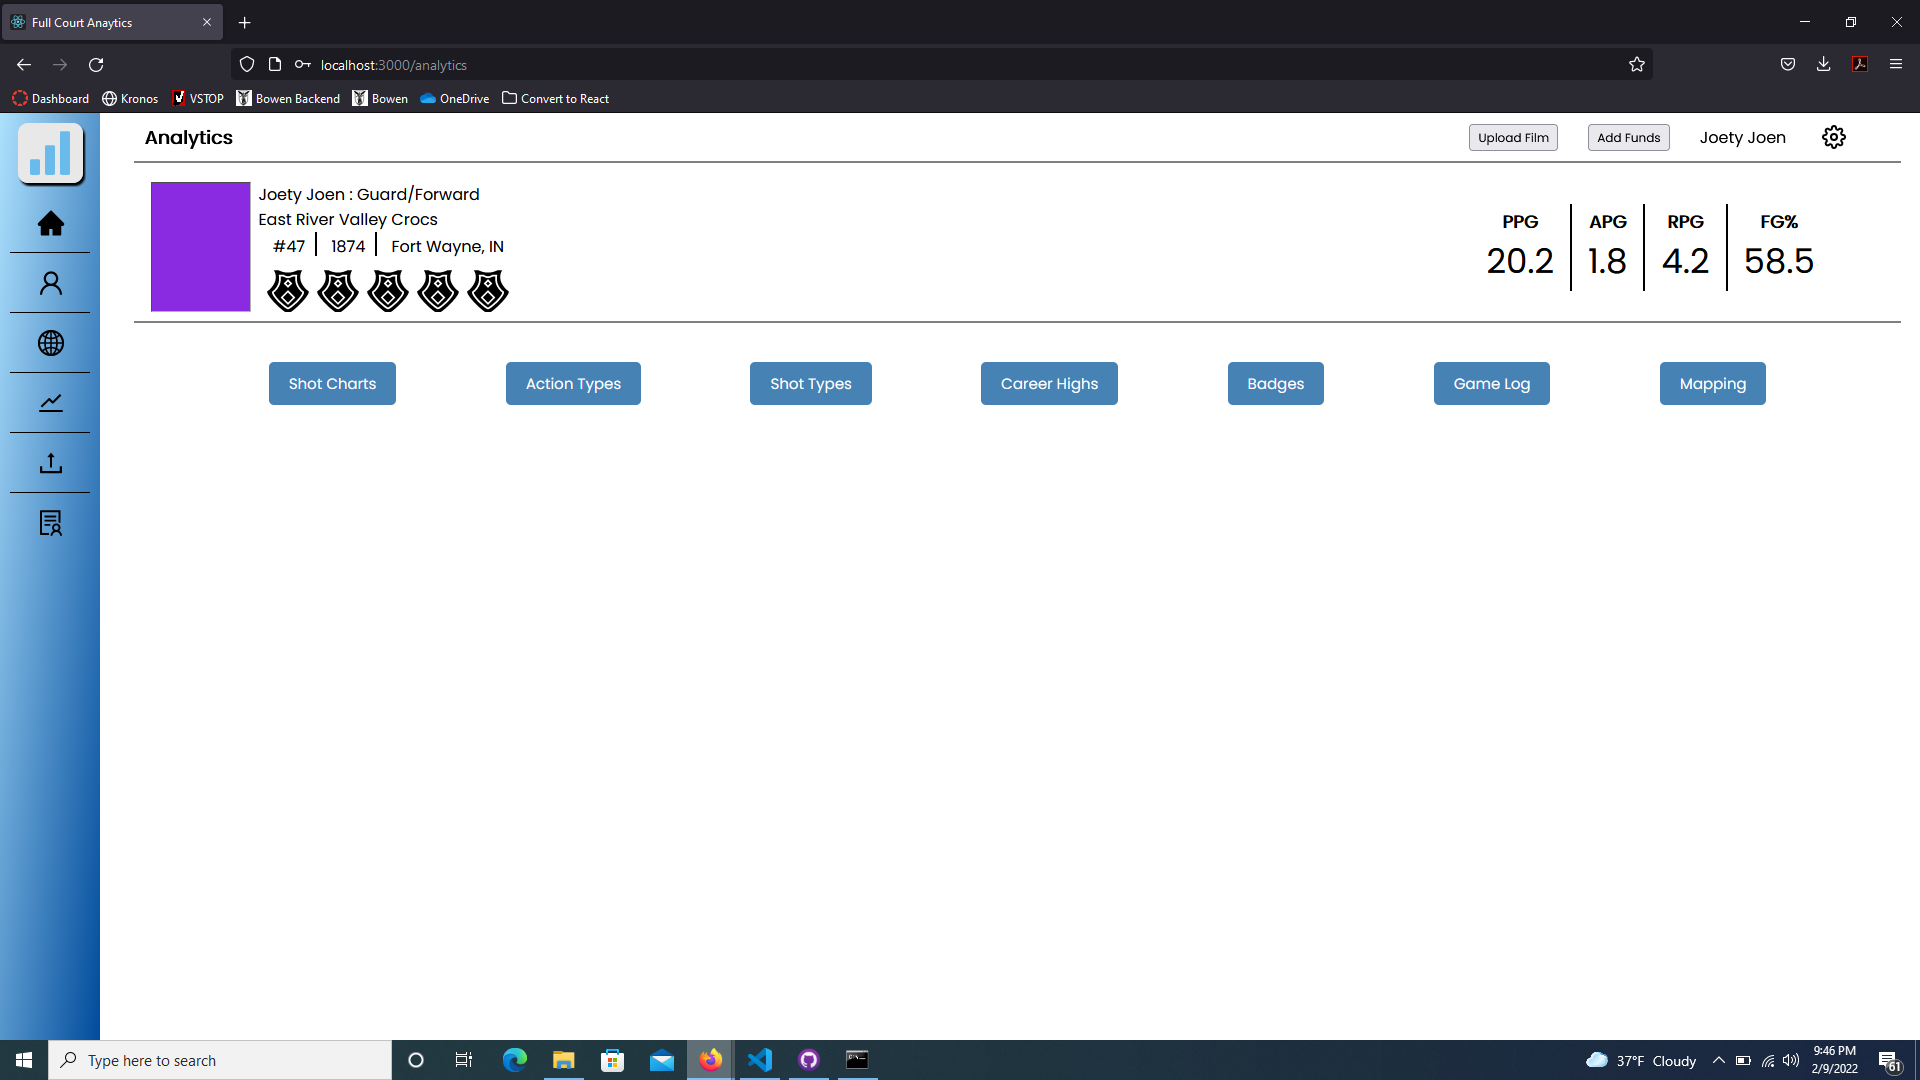 Full Court Anaytics
localhost:3000/analytics
Dashboard Kronos VSTOP Bowen Backend Bowen OneDrive Convert to React
Analytics Upload Film Add Funds Joety Joen
Joety Joen : Guard/Forward
East River Valley Crocs
#47 1874 Fort Wayne, IN
PPG APG RPG FG%
20.2 1.8 4.2 58.5
Shot Charts Action Types Shot Types Career Highs Badges Game Log Mapping
Type here to search
37°F Cloudy
9:46 PM
2/9/2022
61